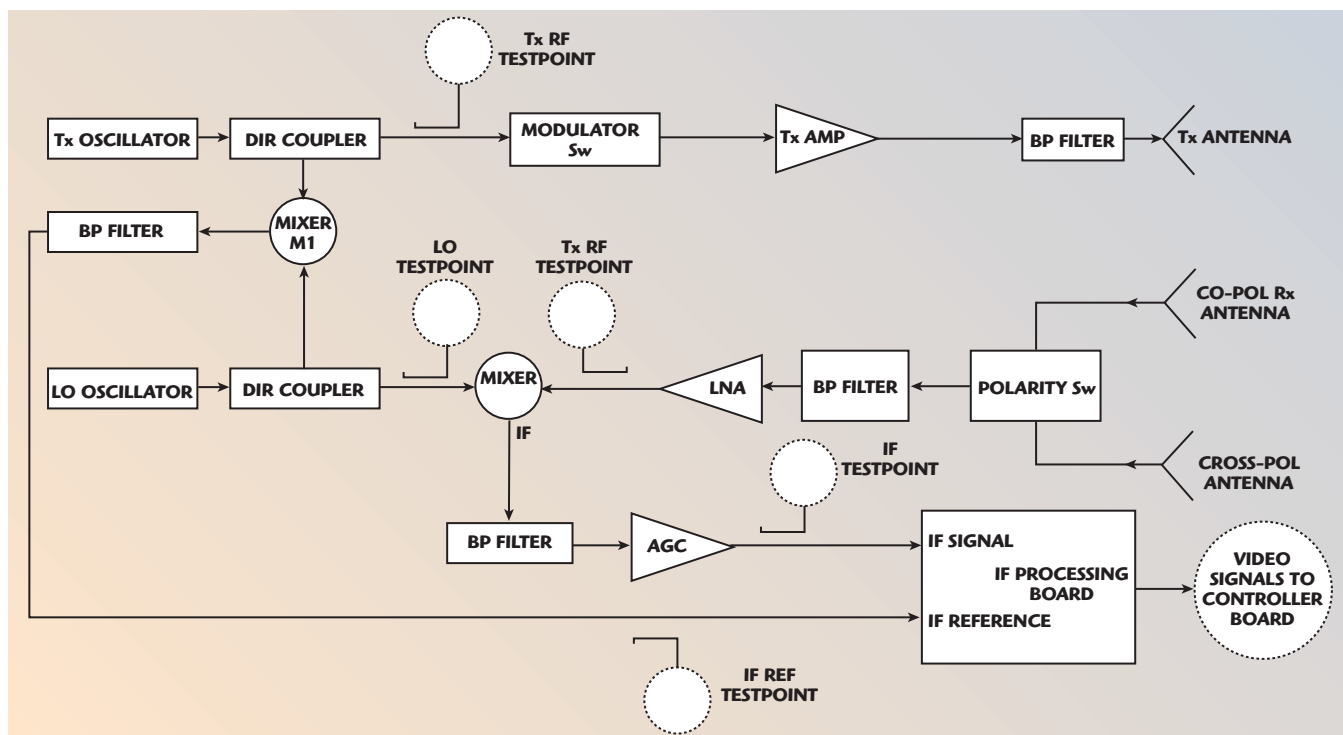 Tx RF
TESTPOINT
Tx OSCILLATOR
DIR COUPLER
MODULATOR
Sw
Tx AMP
BP FILTER
Tx ANTENNA
BP FILTER
MIXER
M1
LO
TESTPOINT
Tx RF
TESTPOINT
CO-POL Rx
ANTENNA
LO OSCILLATOR
DIR COUPLER
MIXER
LNA
BP FILTER
POLARITY Sw
IF
IF
TESTPOINT
CROSS-POL
ANTENNA
BP FILTER
AGC
IF SIGNAL
IF PROCESSING
BOARD
IF REFERENCE
VIDEO
SIGNALS TO
CONTROLLER
BOARD
IF REF
TESTPOINT